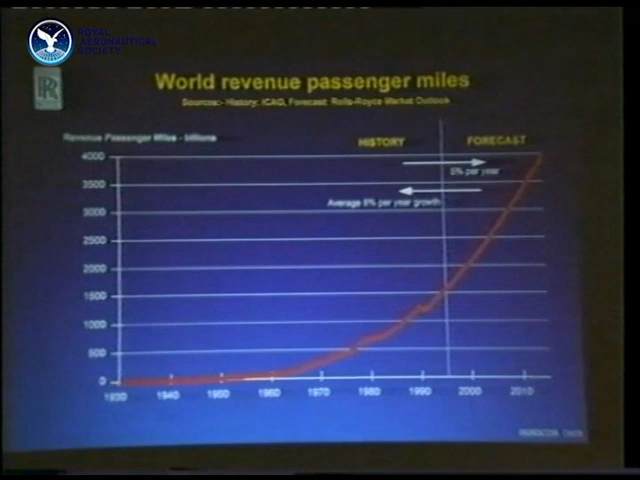 ROYAL
AERONAUTICAL
SOCIETY
RR
World revenue passenger miles
Sources:- History: ICAO, Forecast: Rolls-Royce Market Outlook
Revenue Passenger Miles - billions
HISTORY FORECAST
4000
5% per year
3500
Average 8% per year growth
3000
2500
2000
1500
1000
500
0
1930 1940 1950 1960 1970 1980 1990 2000 2010